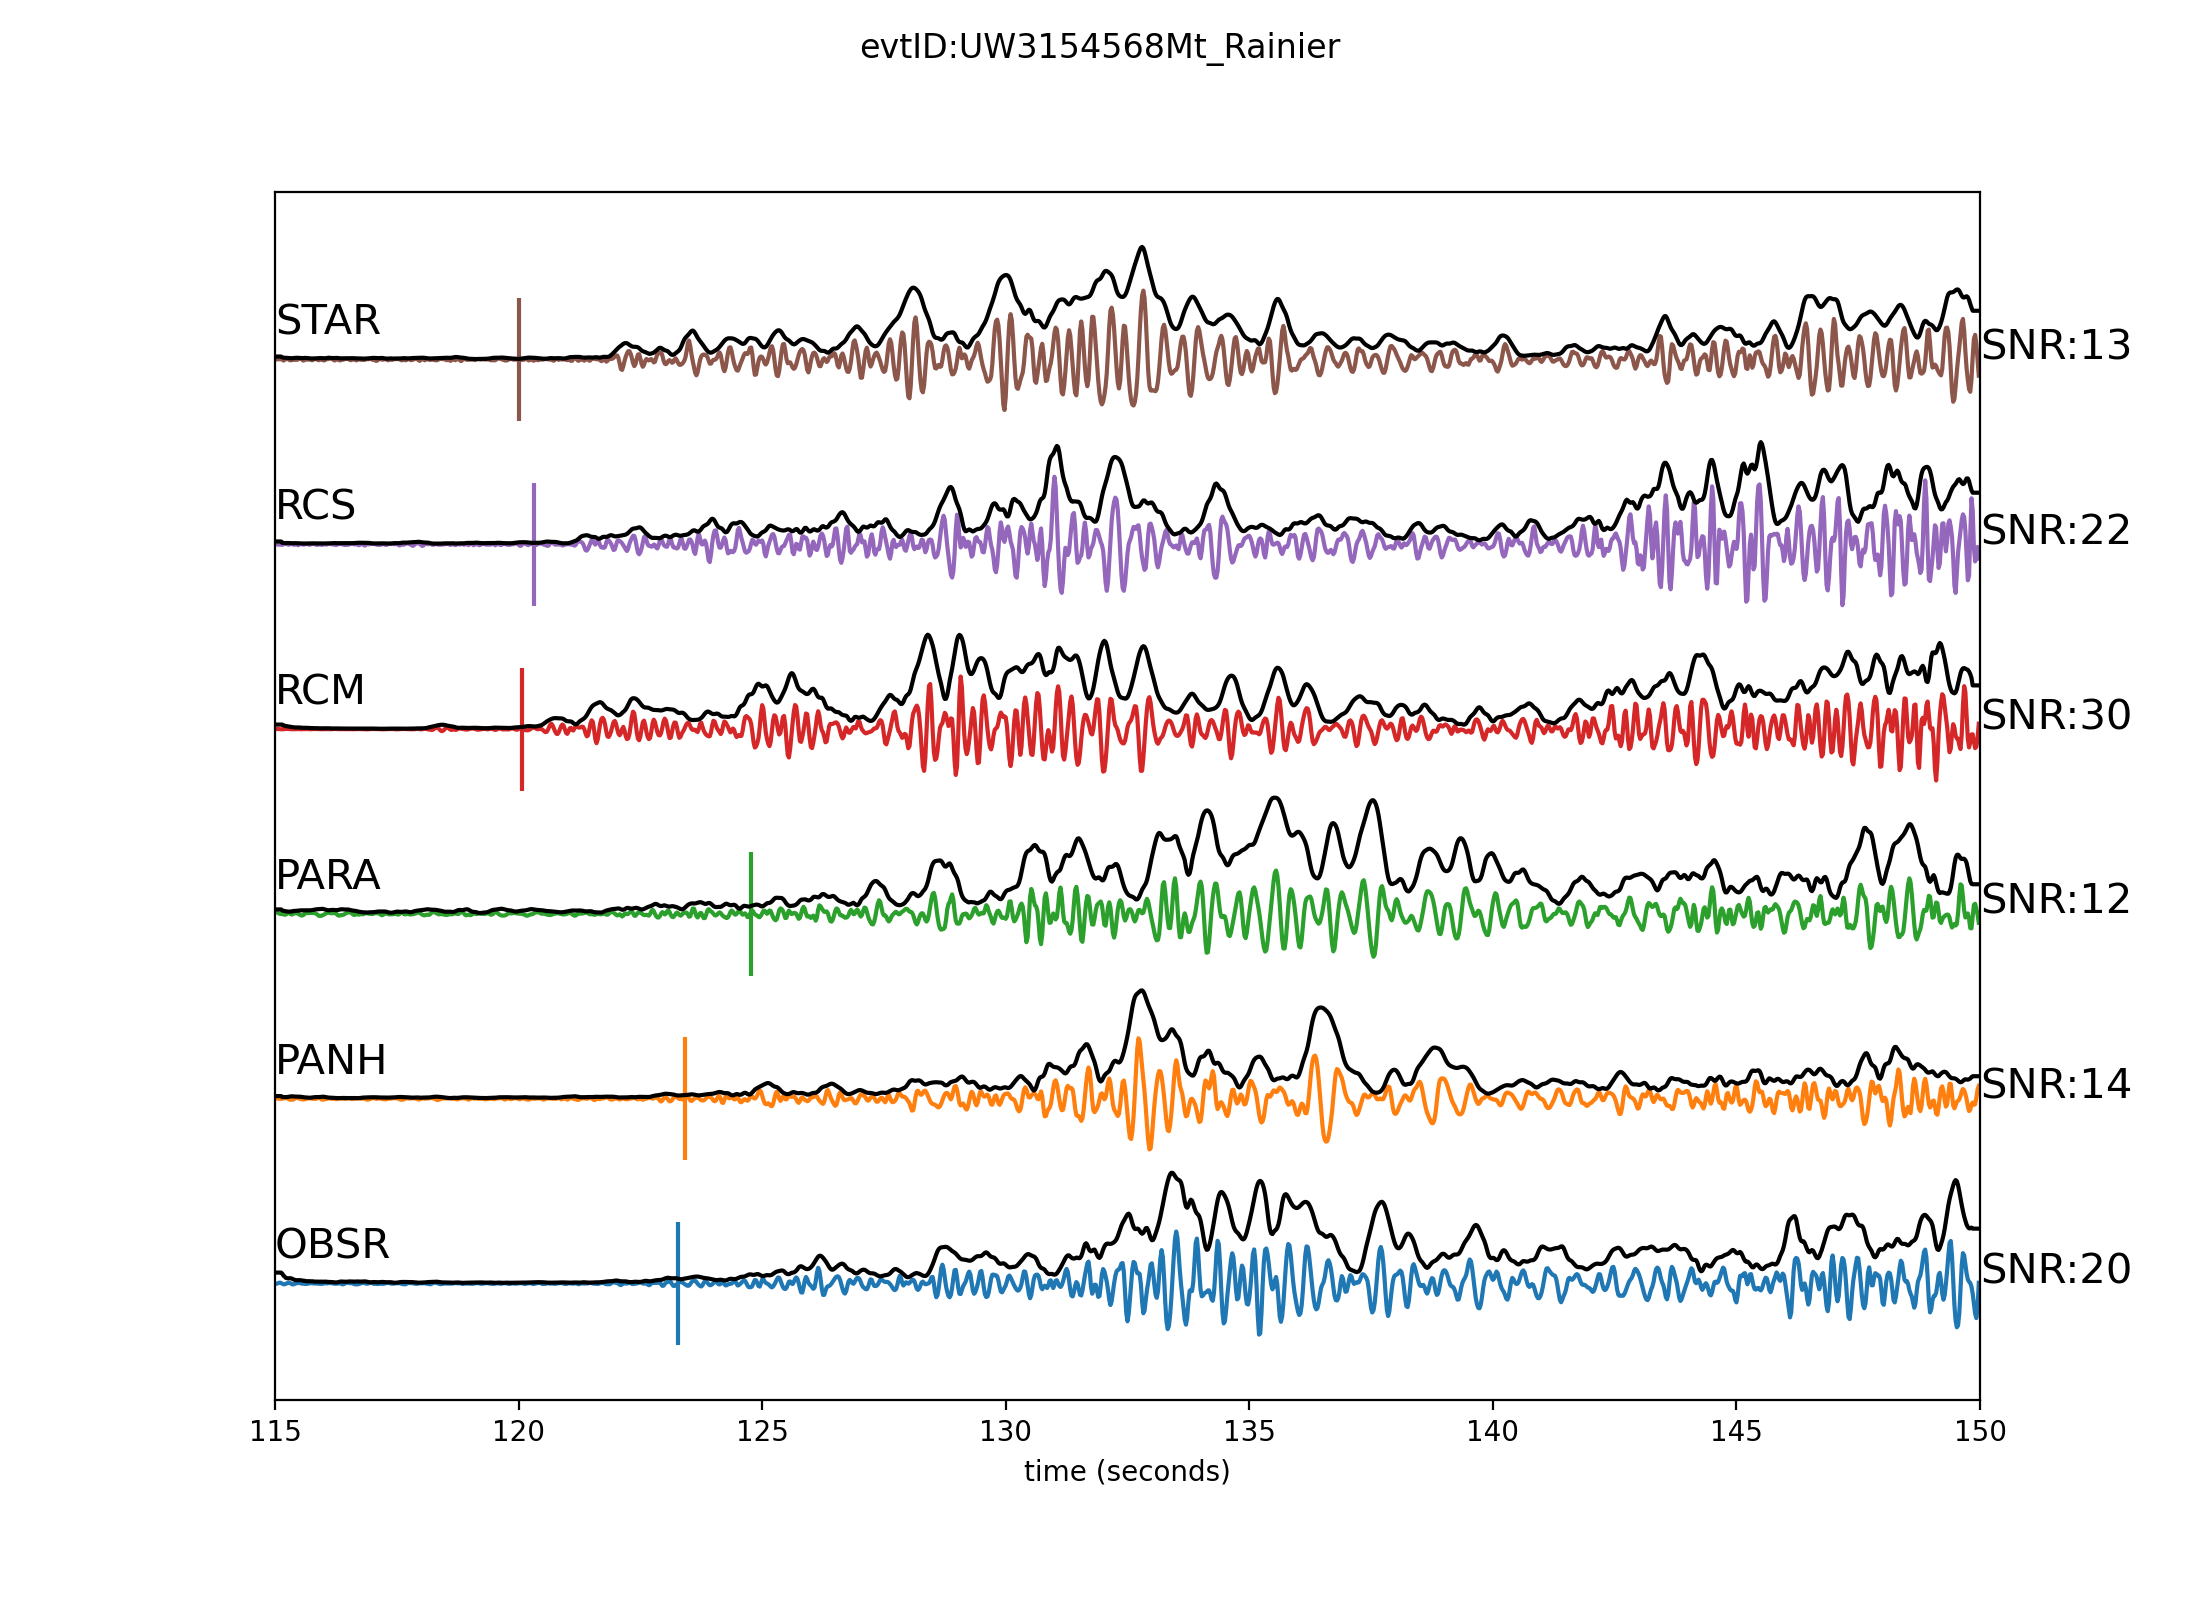 evtID:UW3154568Mt_Rainier
STAR
SNR:13
RCS
SNR:22
RCM
SNR:30
PARA
SNR:12
PANH
SNR:14
OBSR
SNR:20
115 120 125 130 135 140 145 150
time (seconds)